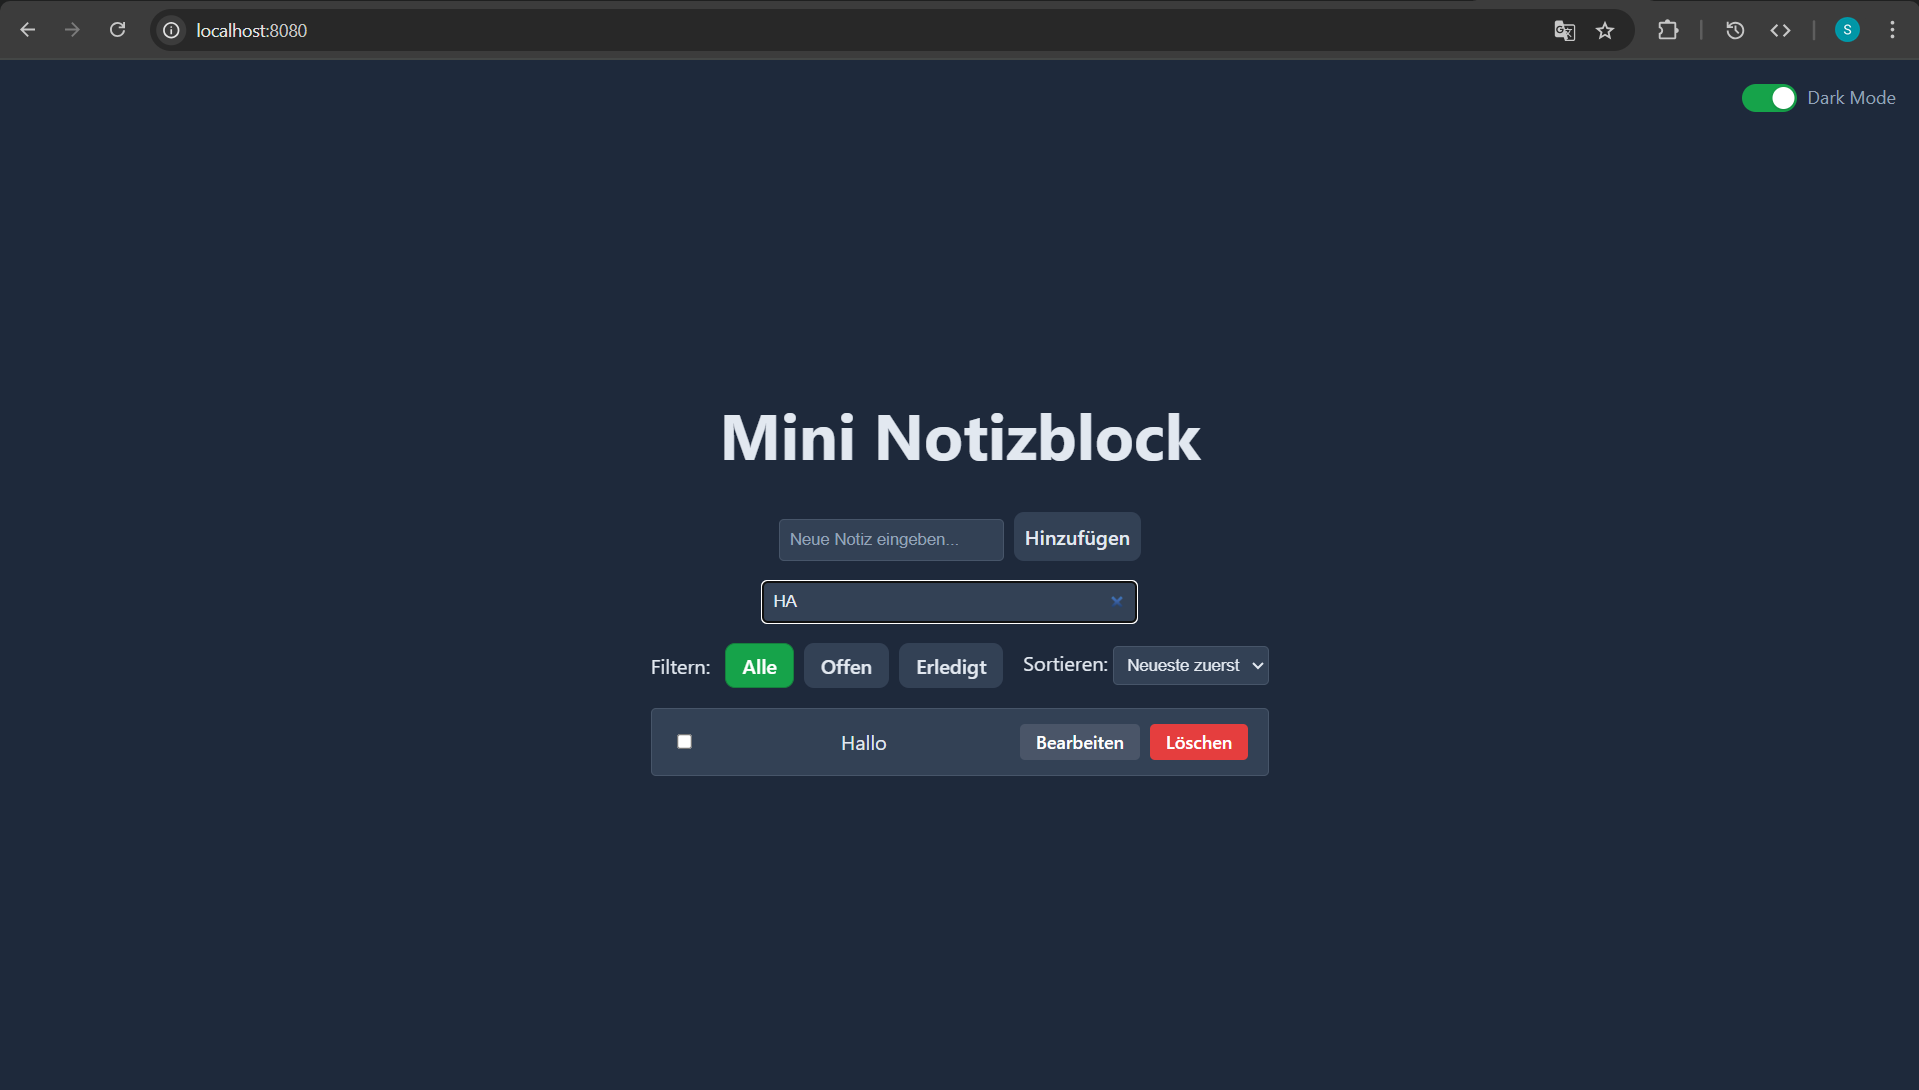 localhost:8080
S
Dark Mode
Mini Notizblock
Neue Notiz eingeben...
Hinzufügen
HA
Filtern: Alle Offen Erledigt Sortieren: Neueste zuerst
Hallo Bearbeiten Löschen